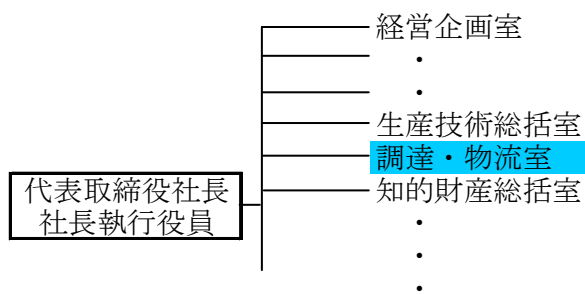 経営企画室
・
・
生産技術総括室
調達・物流室
代表取締役社長
社長執行役員
知的財産総括室
・
・
・